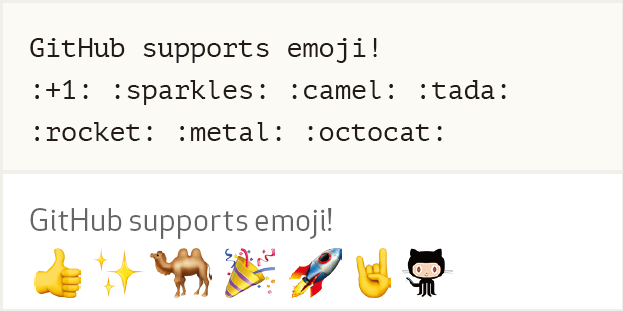 GitHub supports emoji!
:+1: :sparkles: :camel: :tada:
:rocket: :metal: :octocat:
GitHub supports emoji!